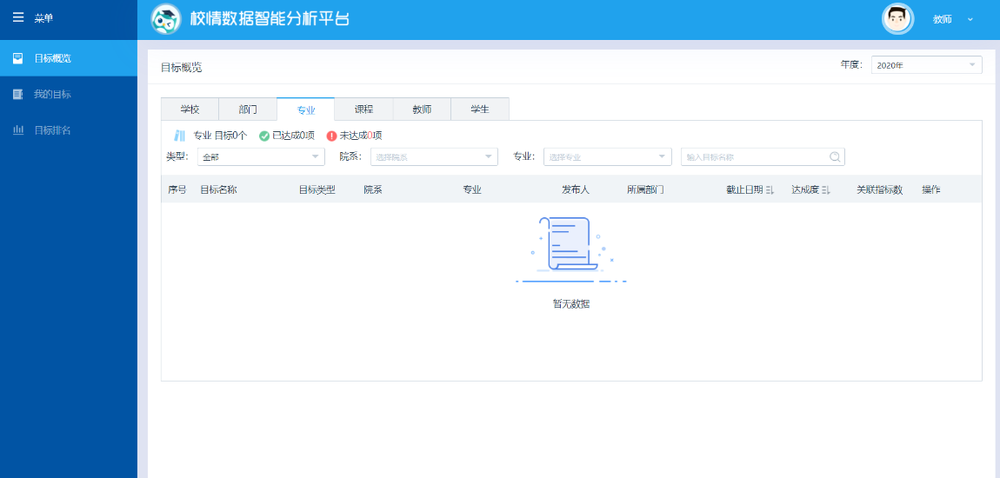 菜单
校情数据智能分析平台
教师
目标概览
我的目标
目标排名
目标概览
年度： 2020年
学校 部门 专业 课程 教师 学生
专业 目标0个 已达成0项 未达成0项
类型： 全部 院系： 选择院系 专业： 选择专业 输入目标名称
序号 目标名称 目标类型 院系 专业 发布人 所属部门 截止日期 达成度 关联指标数 操作
暂无数据